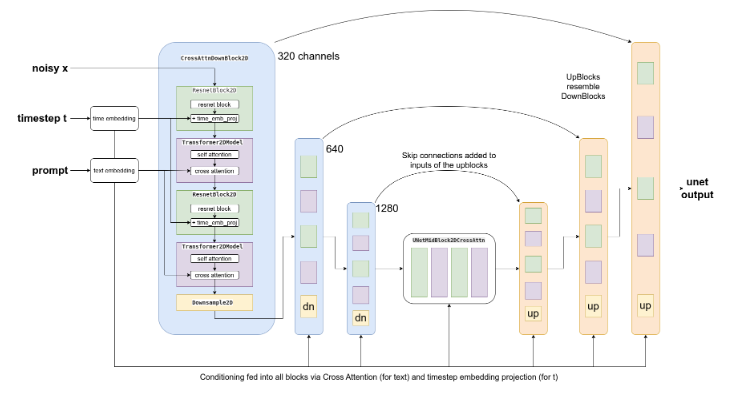 CrossAttnDownBlock2D
320 channels
noisy x
ResnetBlock2D
resnet block
+ time_emb_proj
timestep t
time embedding
UpBlocks
resemble
DownBlocks
Transformer2DModel
self attention
cross attention
prompt
text embedding
640
Skip connections added to
inputs of the upblocks
unet
output
ResnetBlock2D
resnet block
+ time_emb_proj
1280
Transformer2DModel
self attention
cross attention
UNetMidBlock2DCrossAttn
Downsample2D
dn
dn
up
up
up
Conditioning fed into all blocks via Cross Attention (for text) and timestep embedding projection (for t)